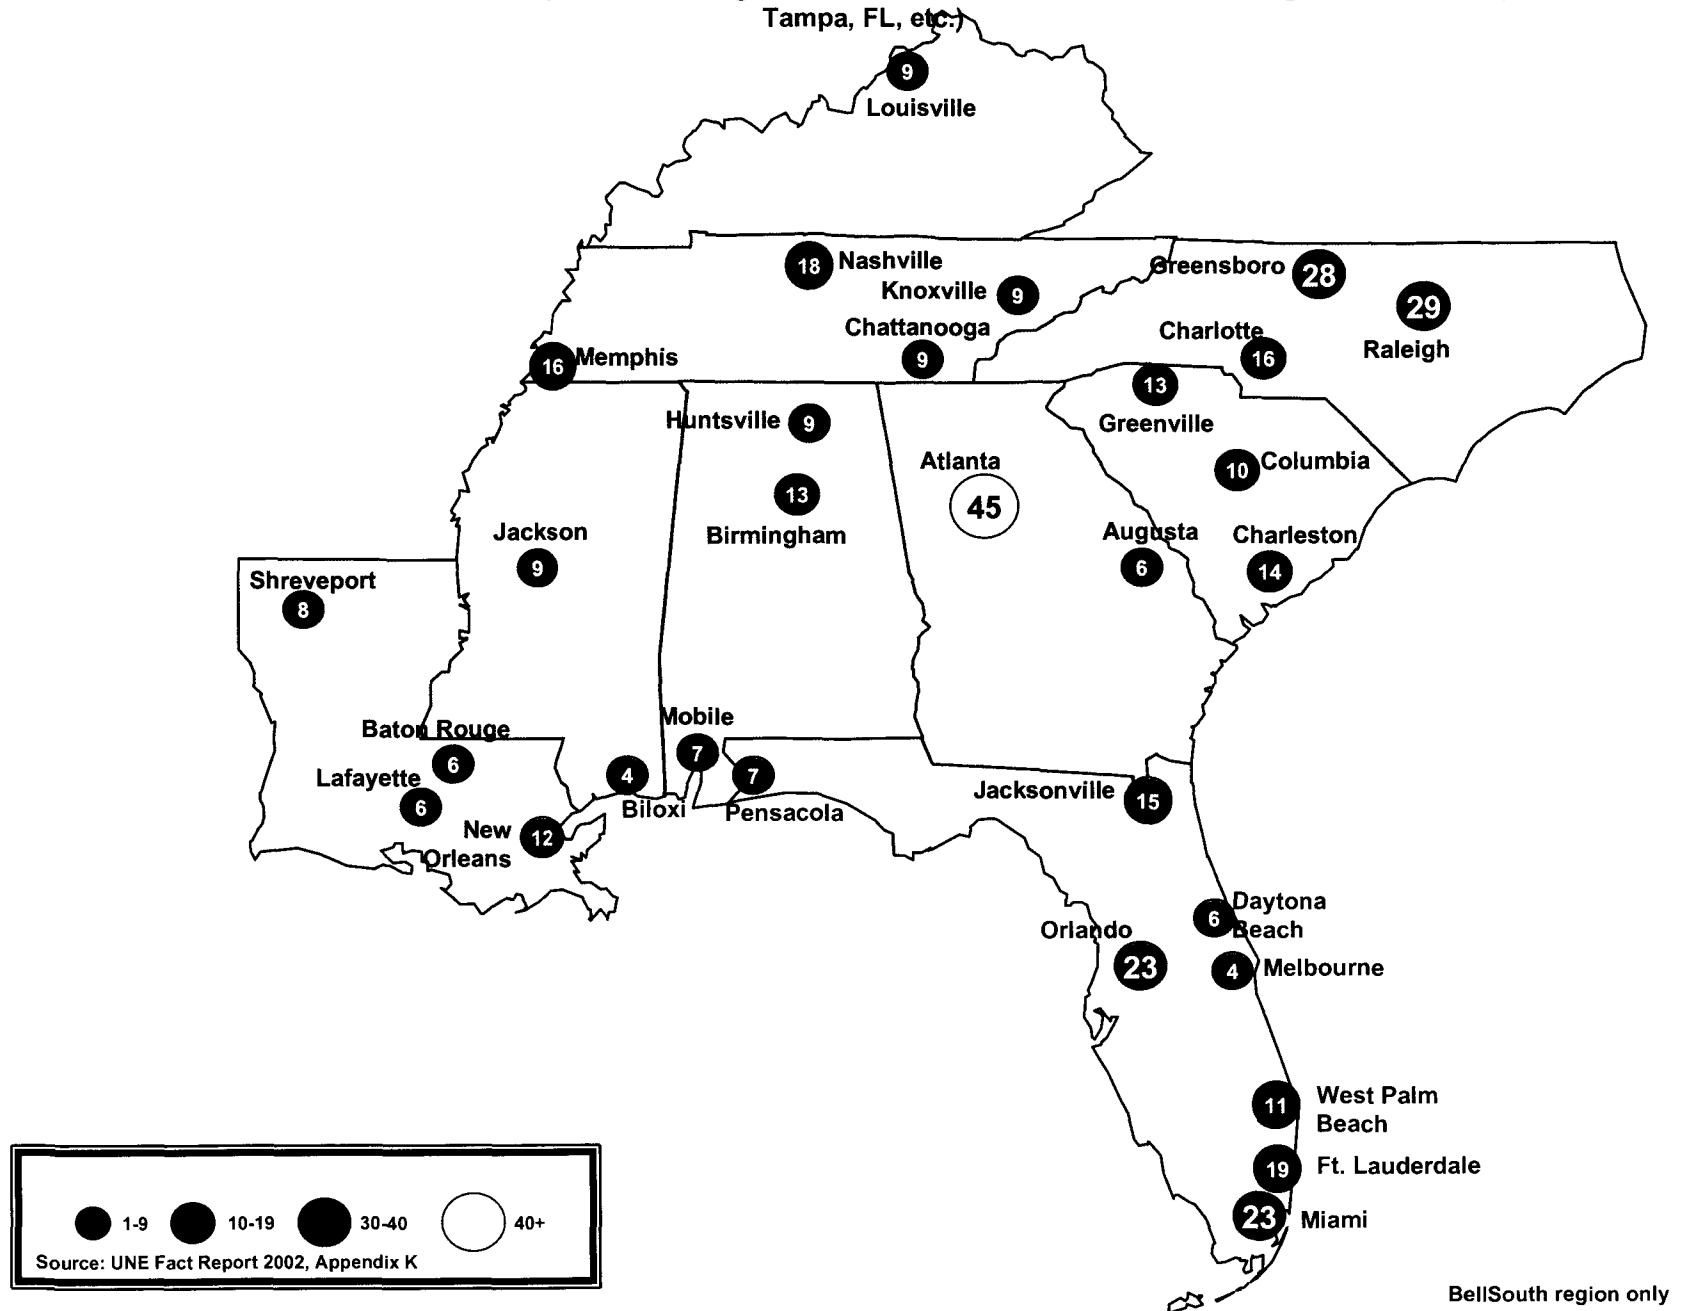 Tampa, FL, etc.)
9
Louisville
18 Nashville
Knoxville 9
Greensboro 28
29
Raleigh
Chattanooga
9
Charlotte
16
16 Memphis
13
Greenville
Huntsville 9
Atlanta
45
10 Columbia
13
Birmingham
Jackson
9
Augusta
6
Charleston
14
Shreveport
8
Mobile
7
Baton Rouge
6
Lafayette
6
4
Biloxi
7
Pensacola
Jacksonville 15
New
Orleans
12
Daytona
Beach
6
Orlando
23
4 Melbourne
11
West Palm
Beach
19 Ft. Lauderdale
23 Miami
1-9 10-19 30-40 40+
Source: UNE Fact Report 2002, Appendix K
BellSouth region only